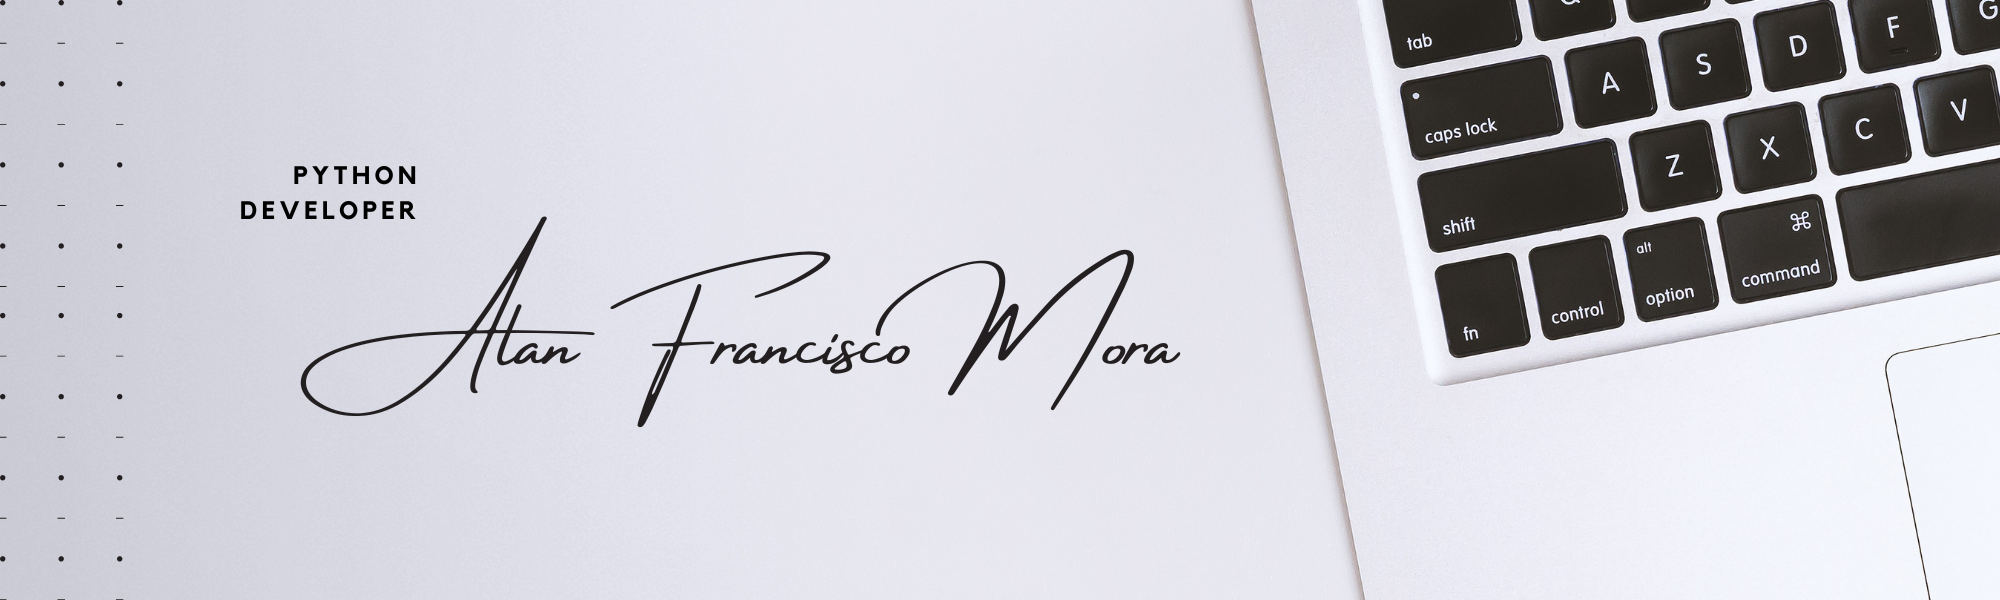 PYTHON
DEVELOPER
Alan Francisco Mora
tab
A S D F G
caps lock
Z X C V
shift
alt ⌘
fn control option command